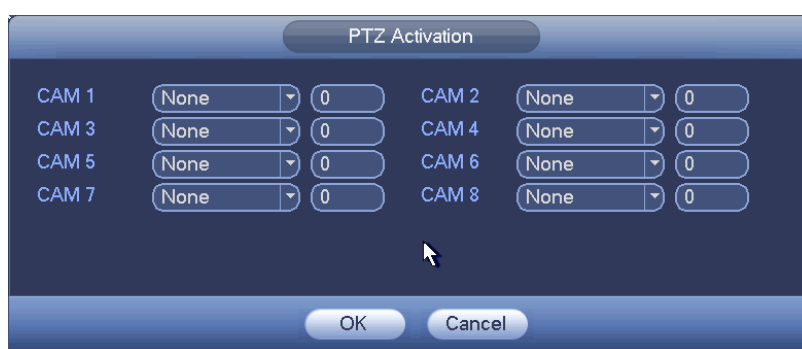 PTZ Activation
CAM 1 None 0 CAM 2 None 0
CAM 3 None 0 CAM 4 None 0
CAM 5 None 0 CAM 6 None 0
CAM 7 None 0 CAM 8 None 0
OK Cancel